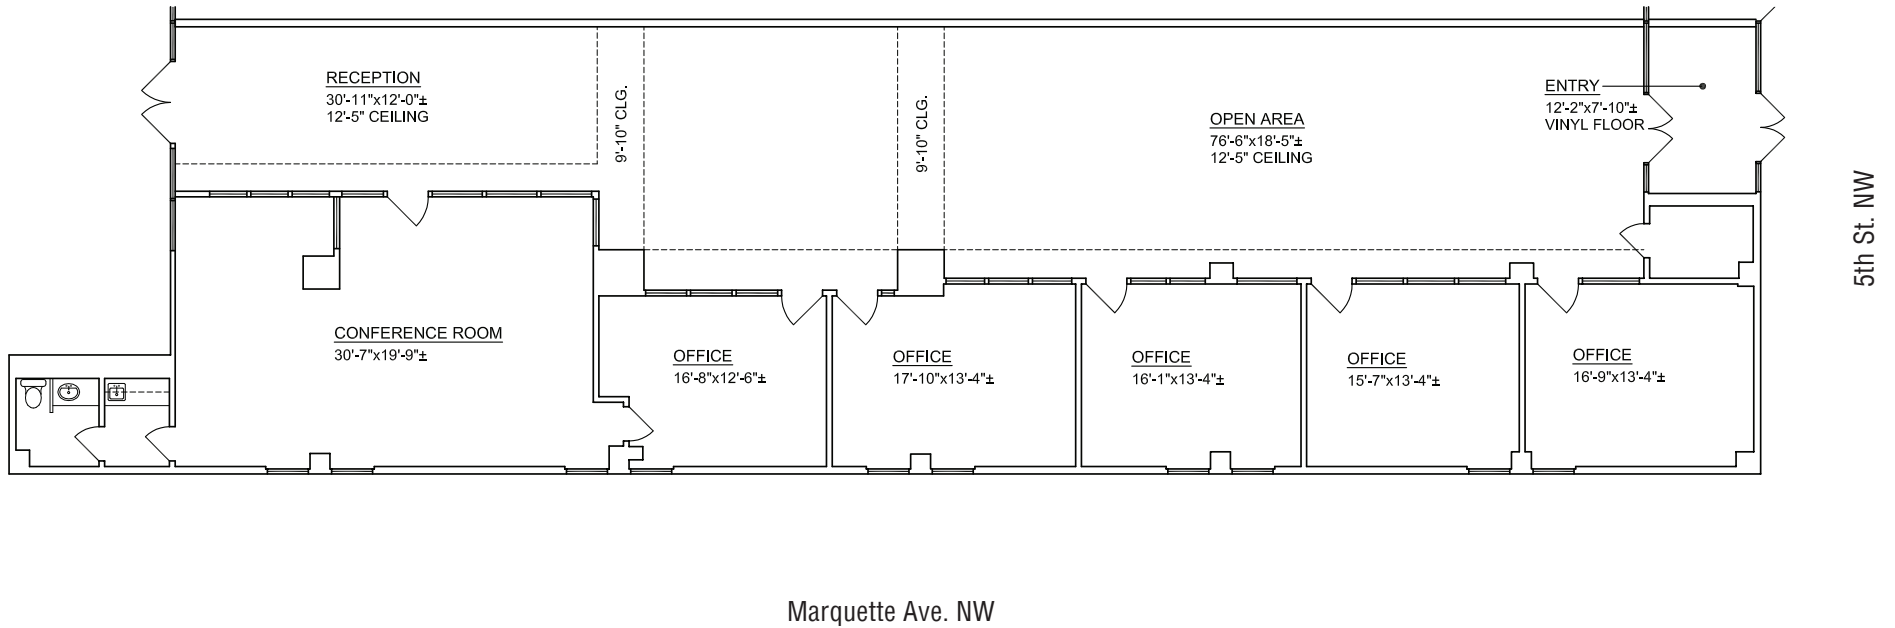 RECEPTION
30'-11"x12'-0"±
12'-5" CEILING
9'-10" CLG.
9'-10" CLG.
OPEN AREA
76'-6"x18'-5"±
12'-5" CEILING
ENTRY
12'-2"x7'-10"±
VINYL FLOOR
5th St. NW
CONFERENCE ROOM
30'-7"x19'-9"±
OFFICE
16'-8"x12'-6"±
OFFICE
17'-10"x13'-4"±
OFFICE
16'-1"x13'-4"±
OFFICE
15'-7"x13'-4"±
OFFICE
16'-9"x13'-4"±
Marquette Ave. NW